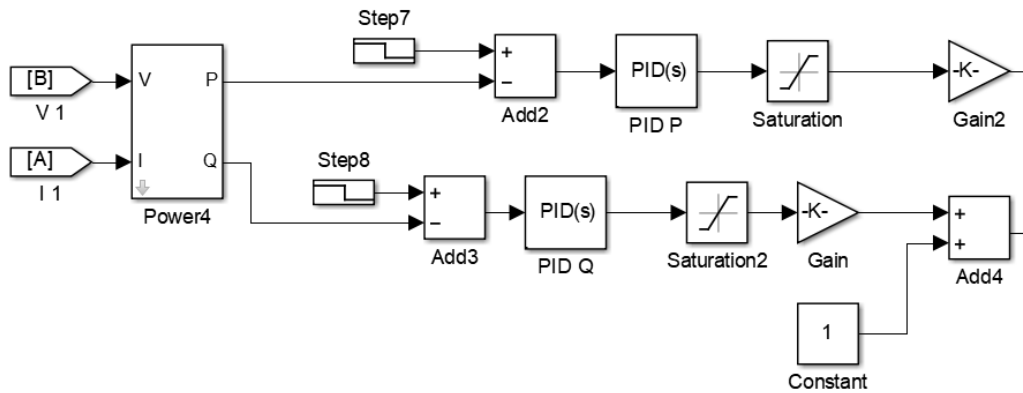 Step7
[B]
V 1
[A]
I 1
V
P
I
Q
Power4
+
−
Add2
PID(s)
PID P
Saturation
-K-
Gain2
Step8
+
−
Add3
PID(s)
PID Q
Saturation2
-K-
Gain
+
+
Add4
1
Constant